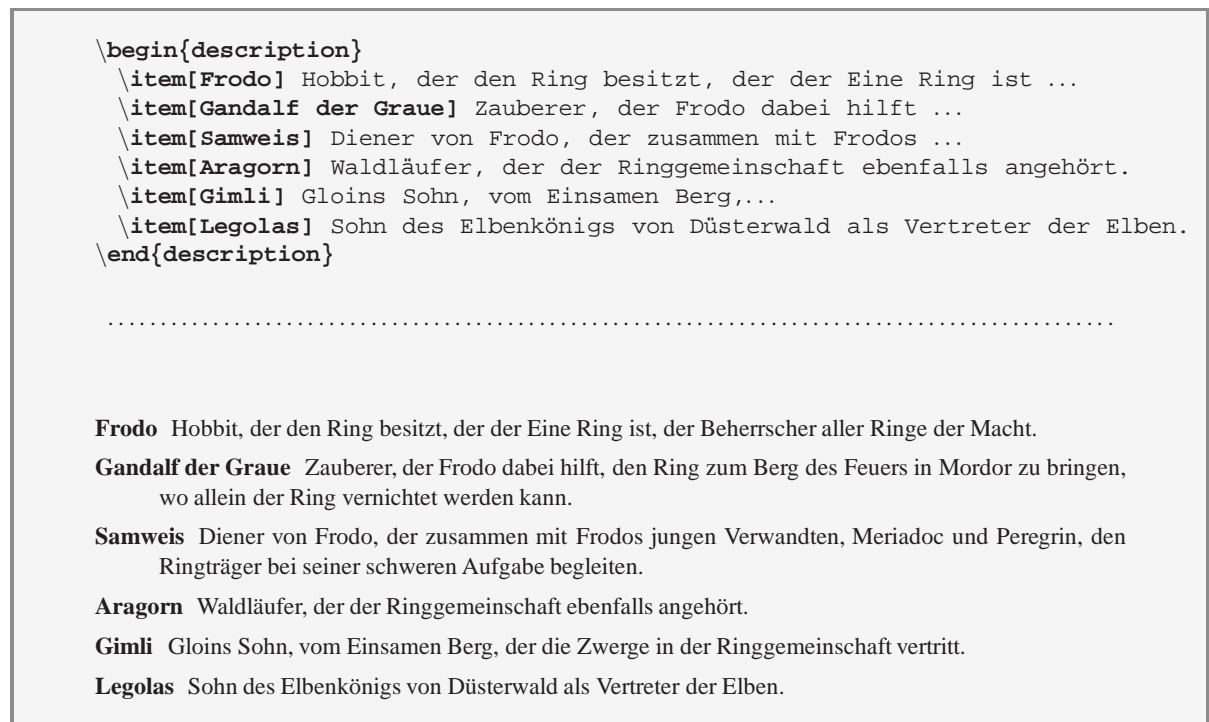 \begin{description}
\item[Frodo] Hobbit, der den Ring besitzt, der der Eine Ring ist ...
\item[Gandalf der Graue] Zauberer, der Frodo dabei hilft ...
\item[Samweis] Diener von Frodo, der zusammen mit Frodos ...
\item[Aragorn] Waldläufer, der der Ringgemeinschaft ebenfalls angehört.
\item[Gimli] Gloins Sohn, vom Einsamen Berg,...
\item[Legolas] Sohn des Elbenkönigs von Düsterwald als Vertreter der Elben.
\end{description}
Frodo Hobbit, der den Ring besitzt, der der Eine Ring ist, der Beherrscher aller Ringe der Macht.
Gandalf der Graue Zauberer, der Frodo dabei hilft, den Ring zum Berg des Feuers in Mordor zu bringen,
wo allein der Ring vernichtet werden kann.
Samweis Diener von Frodo, der zusammen mit Frodos jungen Verwandten, Meriadoc und Peregrin, den
Ringträger bei seiner schweren Aufgabe begleiten.
Aragorn Waldläufer, der der Ringgemeinschaft ebenfalls angehört.
Gimli Gloins Sohn, vom Einsamen Berg, der die Zwerge in der Ringgemeinschaft vertritt.
Legolas Sohn des Elbenkönigs von Düsterwald als Vertreter der Elben.